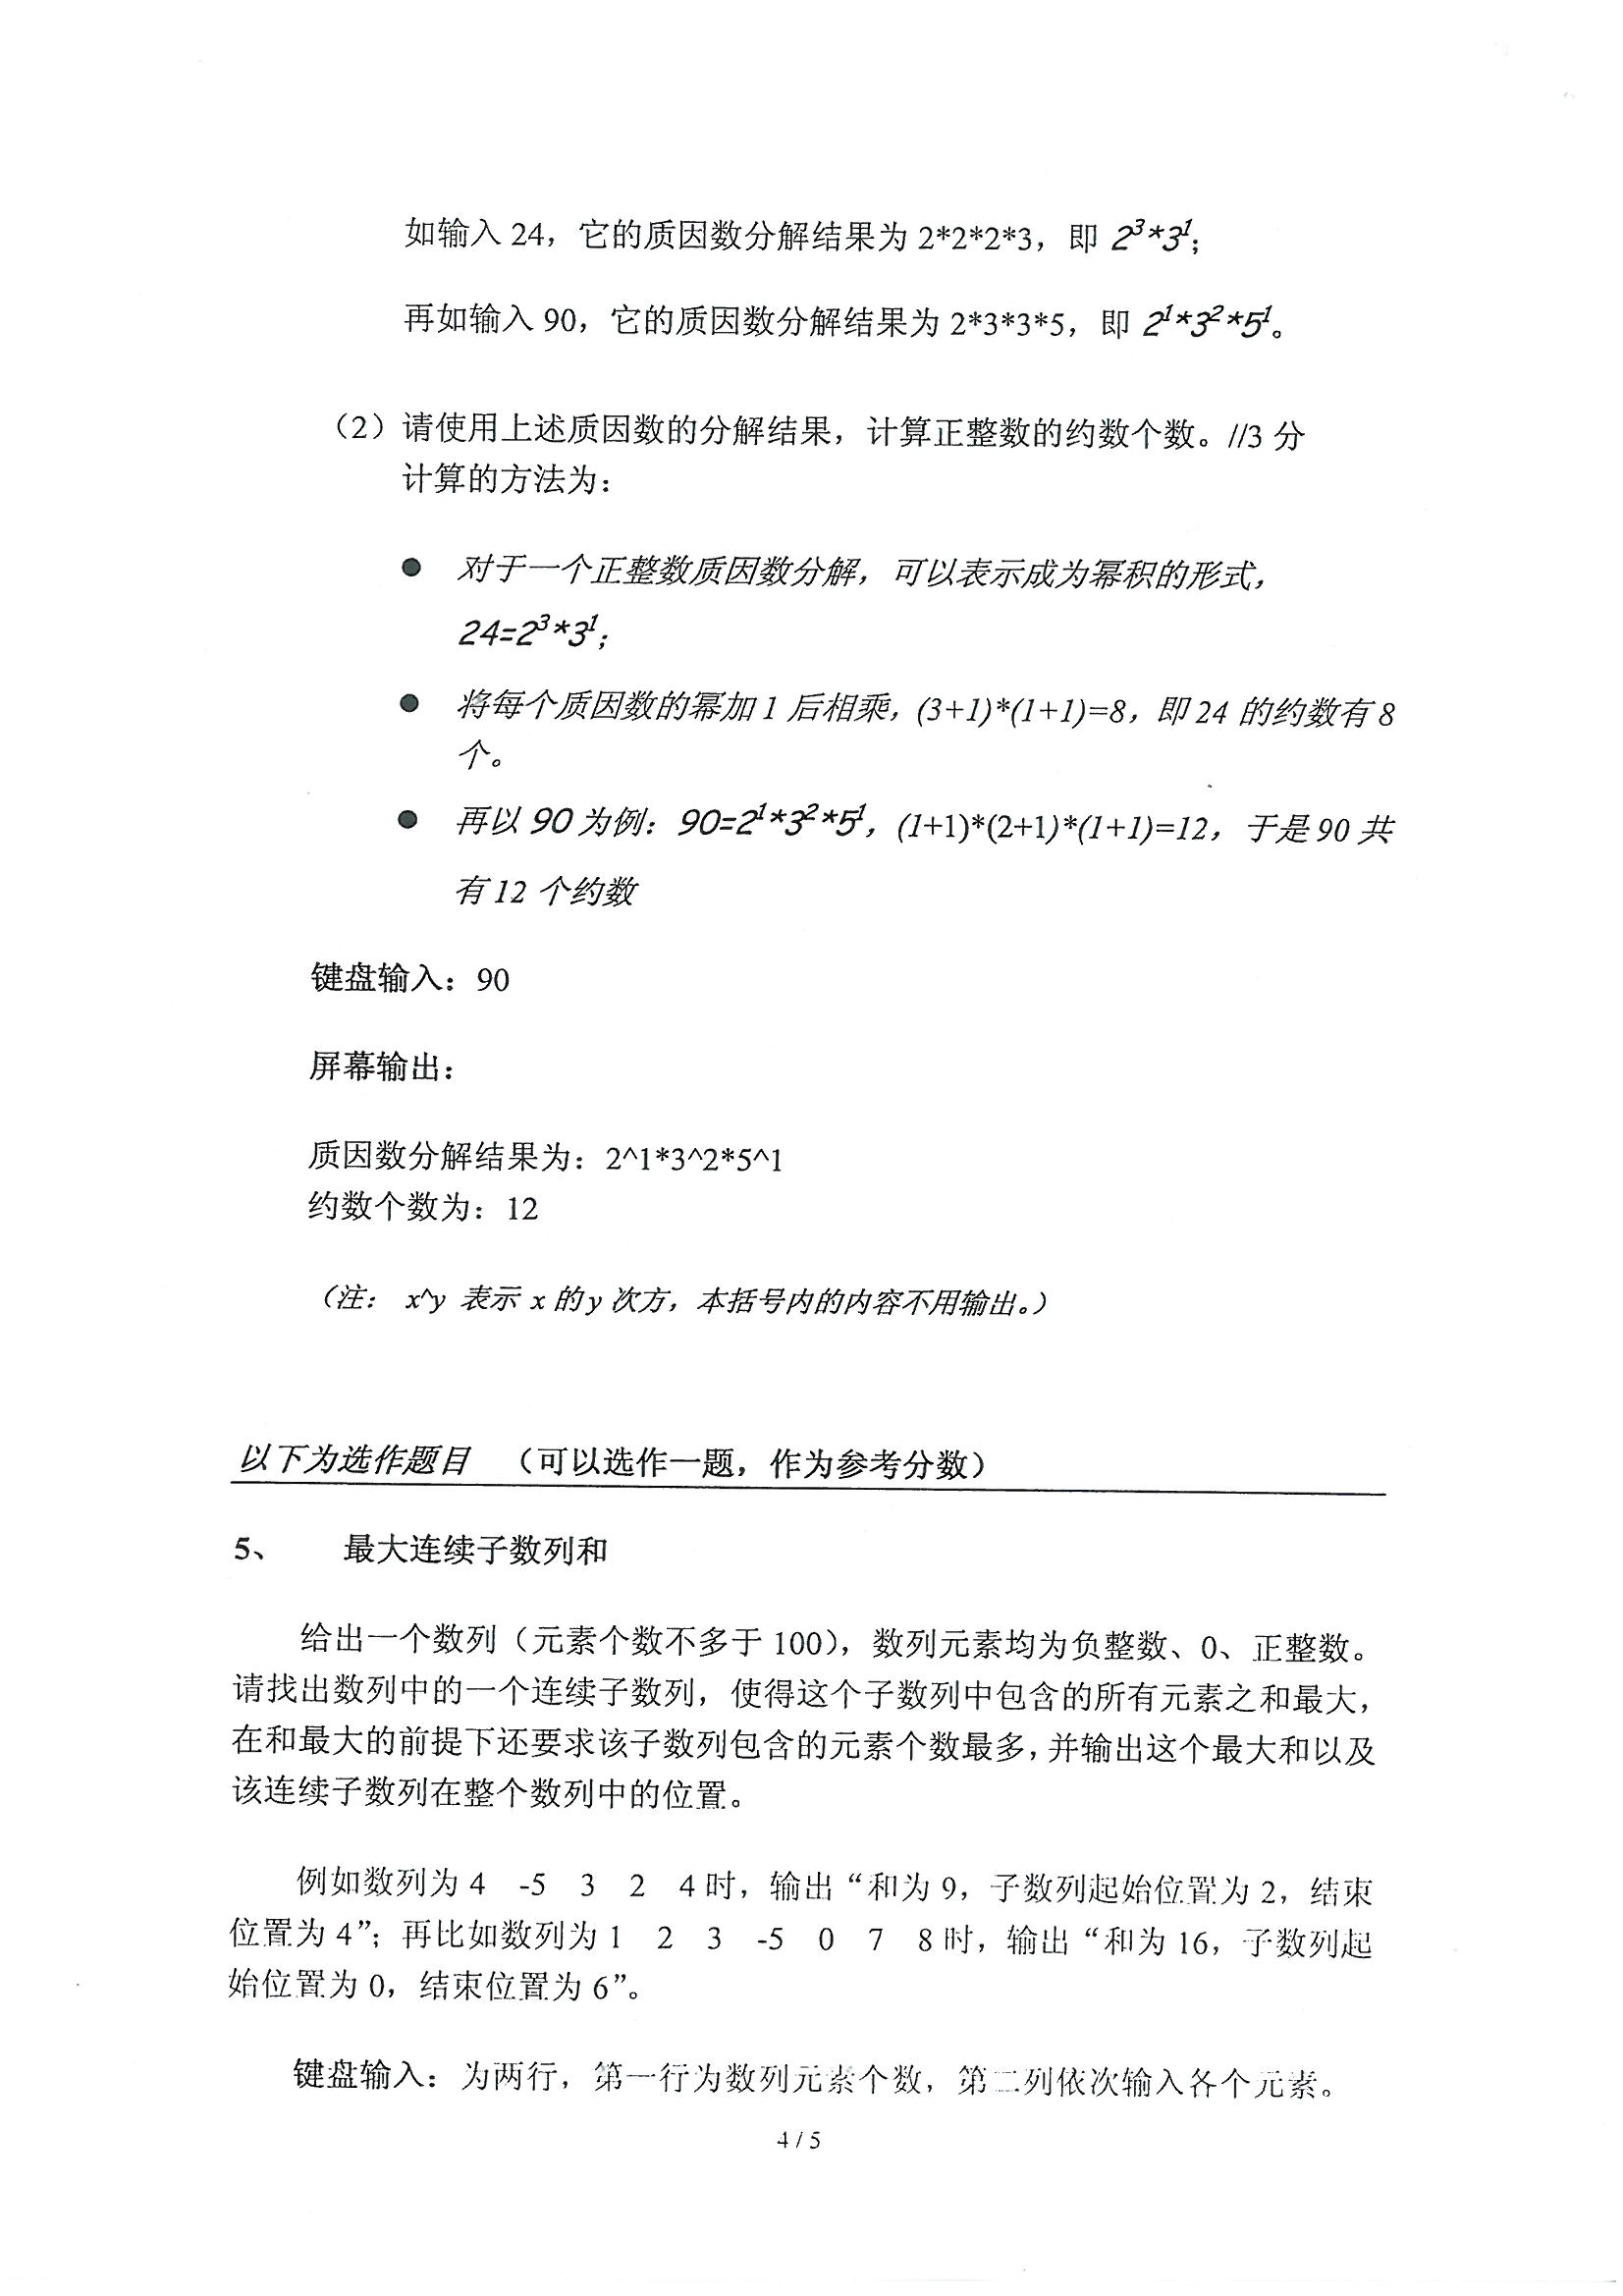 如输入 24，它的质因数分解结果为 2*2*2*3，即 2³*3¹;
再如输入 90，它的质因数分解结果为 2*3*3*5，即 2¹*3²*5¹。
（2）请使用上述质因数的分解结果，计算正整数的约数个数。//3 分
计算的方法为：
● 对于一个正整数质因数分解，可以表示成为幂积的形式，
24=2³*3¹;
● 将每个质因数的幂加 1 后相乘，(3+1)*(1+1)=8，即 24 的约数有 8
个。
● 再以 90 为例：90=2¹*3²*5¹，(1+1)*(2+1)*(1+1)=12，于是 90 共
有 12 个约数
键盘输入：90
屏幕输出：
质因数分解结果为：2^1*3^2*5^1
约数个数为：12
（注： x^y 表示 x 的 y 次方，本括号内的内容不用输出。）
以下为选作题目 （可以选作一题，作为参考分数）
5、 最大连续子数列和
给出一个数列（元素个数不多于 100），数列元素均为负整数、0、正整数。
请找出数列中的一个连续子数列，使得这个子数列中包含的所有元素之和最大，
在和最大的前提下还要求该子数列包含的元素个数最多，并输出这个最大和以及
该连续子数列在整个数列中的位置。
例如数列为 4 -5 3 2 4 时，输出“和为 9，子数列起始位置为 2，结束
位置为 4”；再比如数列为 1 2 3 -5 0 7 8 时，输出“和为 16，子数列起
始位置为 0，结束位置为 6”。
键盘输入：为两行，第一行为数列元素个数，第二列依次输入各个元素。
4 / 5